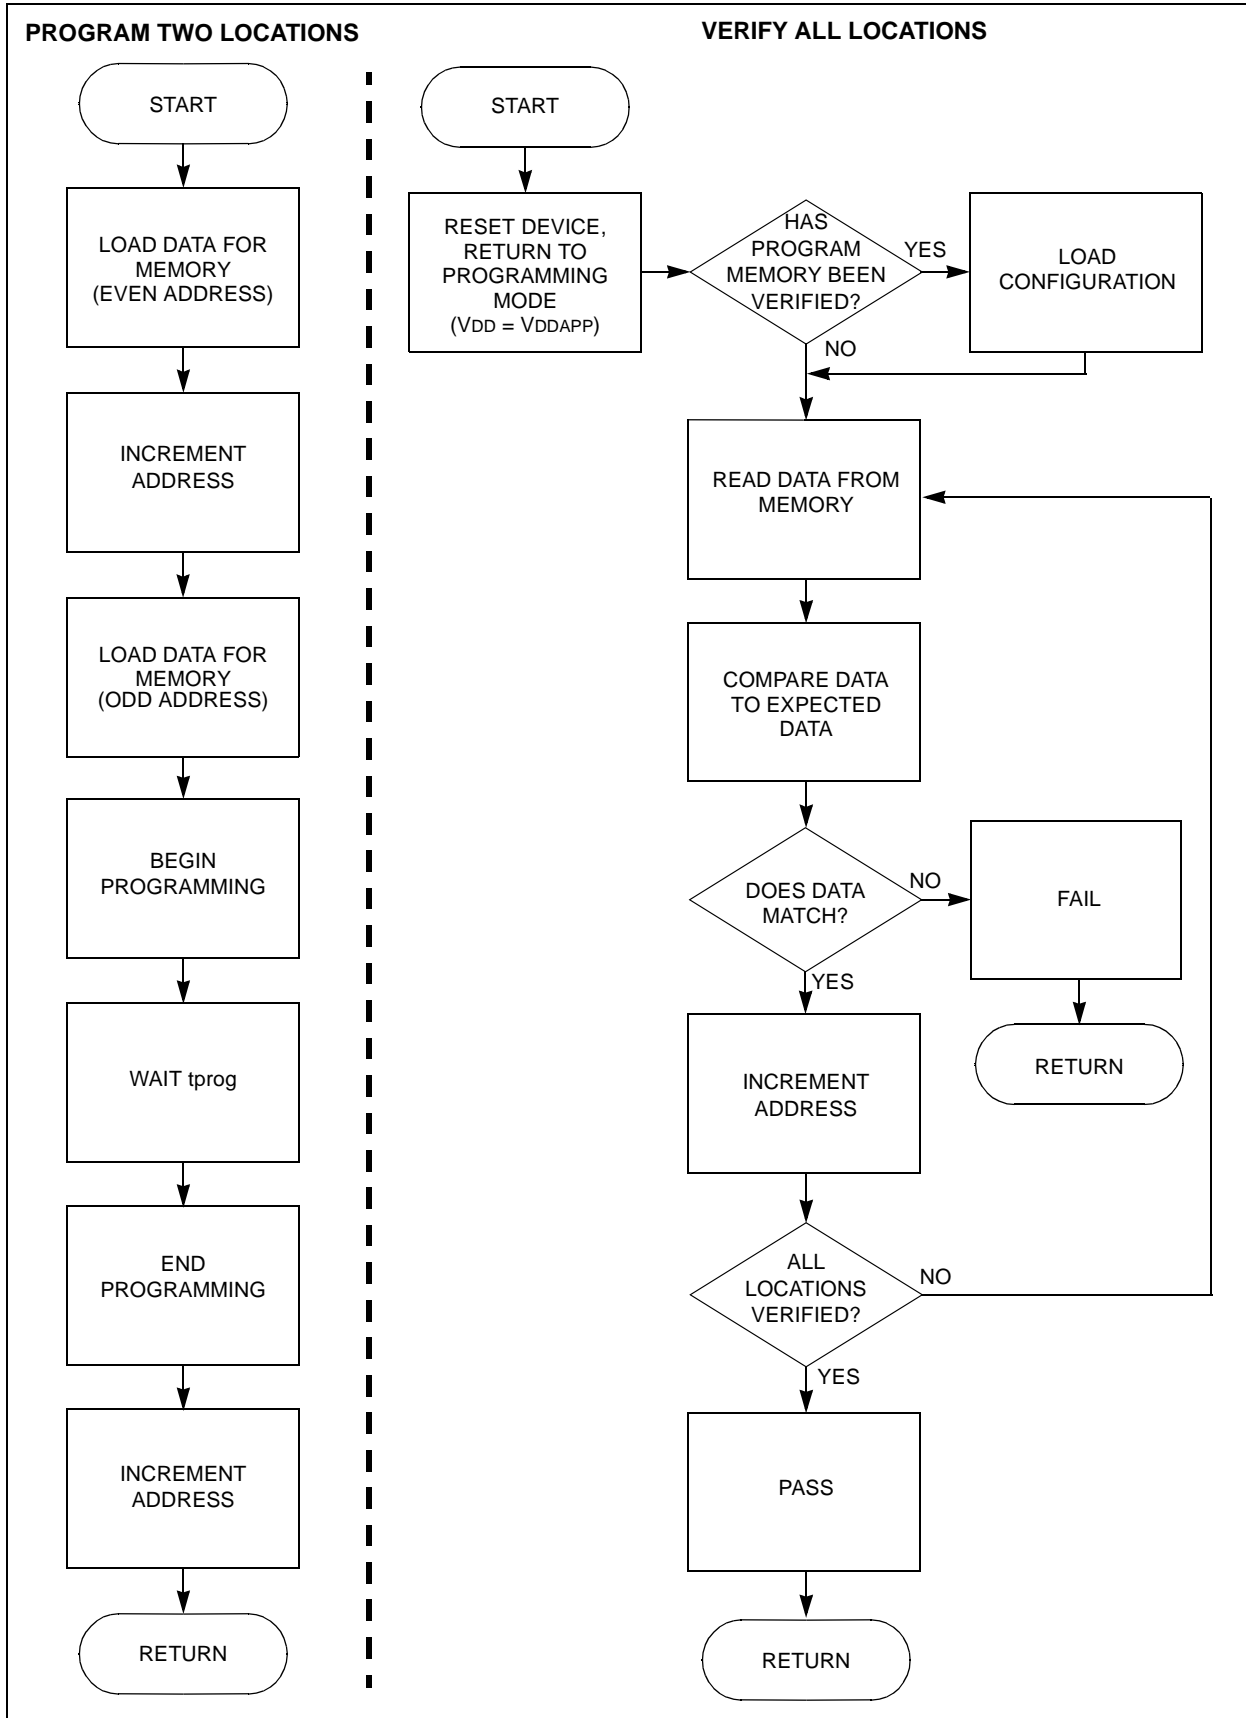 PROGRAM TWO LOCATIONS
START
LOAD DATA FOR
MEMORY
(EVEN ADDRESS)
INCREMENT
ADDRESS
LOAD DATA FOR
MEMORY
(ODD ADDRESS)
BEGIN
PROGRAMMING
WAIT tprog
END
PROGRAMMING
INCREMENT
ADDRESS
RETURN
VERIFY ALL LOCATIONS
START
RESET DEVICE,
RETURN TO
PROGRAMMING
MODE
(VDD = VDDAPP)
HAS
PROGRAM
MEMORY BEEN
VERIFIED?
YES
LOAD
CONFIGURATION
NO
READ DATA FROM
MEMORY
COMPARE DATA
TO EXPECTED
DATA
DOES DATA
MATCH?
NO
FAIL
RETURN
YES
INCREMENT
ADDRESS
ALL
LOCATIONS
VERIFIED?
NO
YES
PASS
RETURN